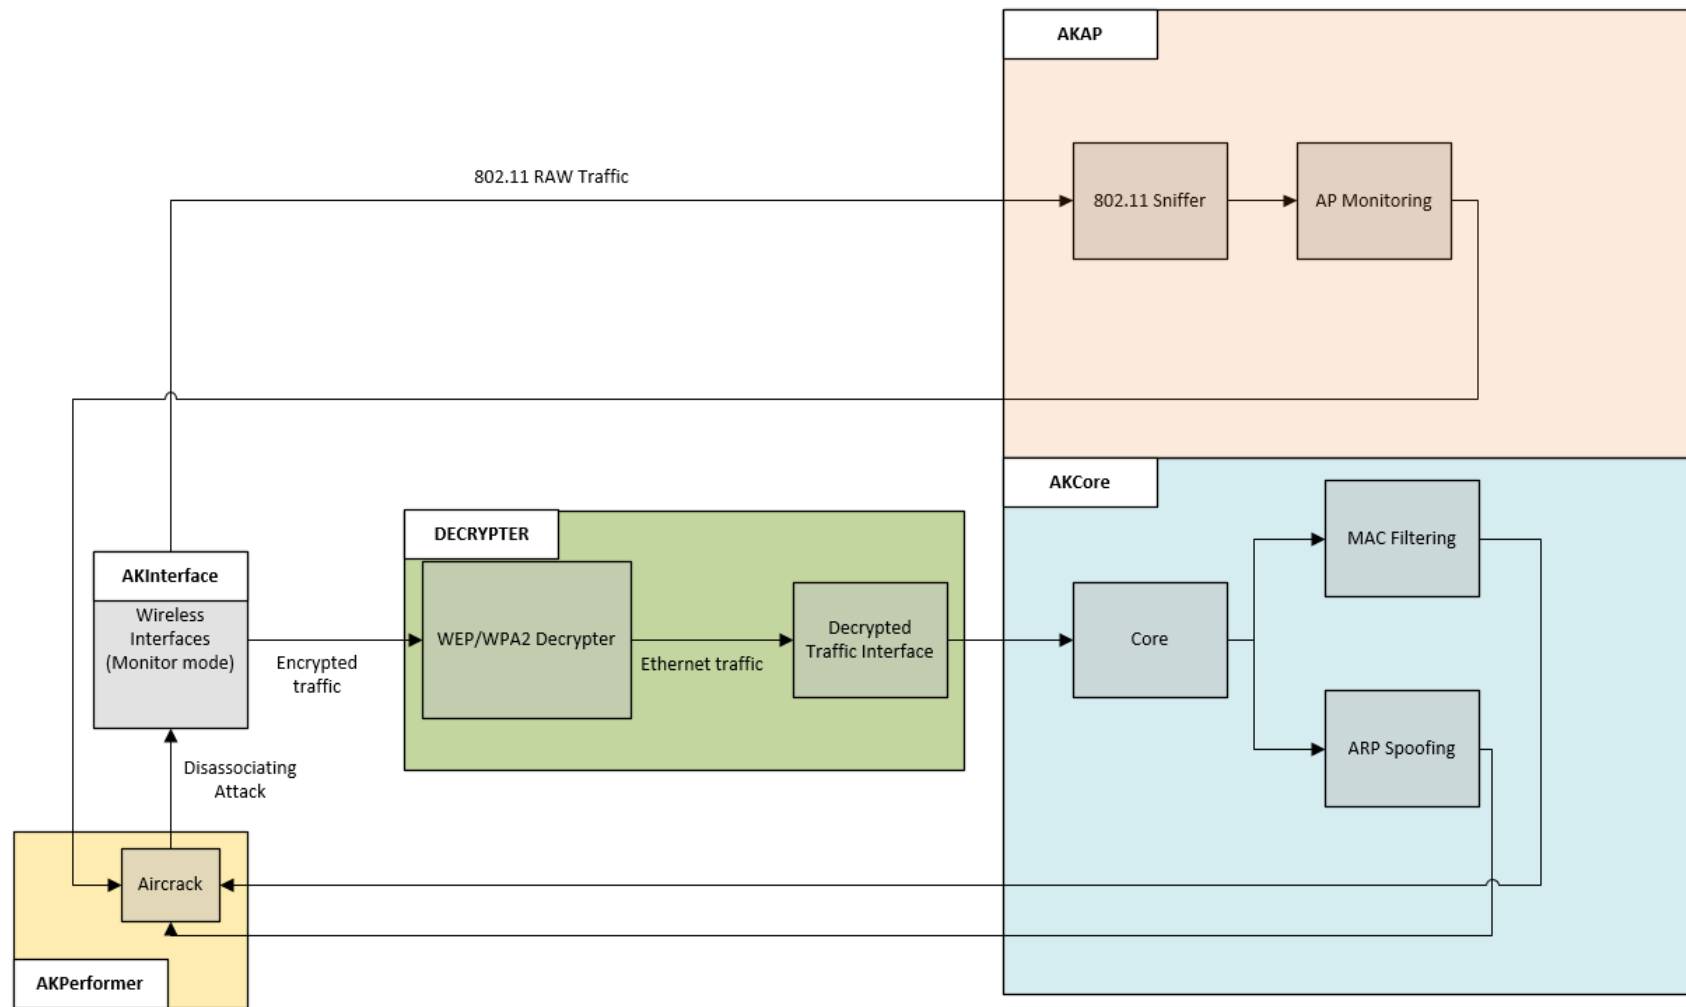 AKAP
802.11 RAW Traffic
802.11 Sniffer
AP Monitoring
AKCore
MAC Filtering
DECRYPTER
AKInterface
Wireless
Interfaces
(Monitor mode)
Encrypted
traffic
WEP/WPA2 Decrypter
Ethernet traffic
Decrypted
Traffic Interface
Core
ARP Spoofing
Disassociating
Attack
Aircrack
AKPerformer